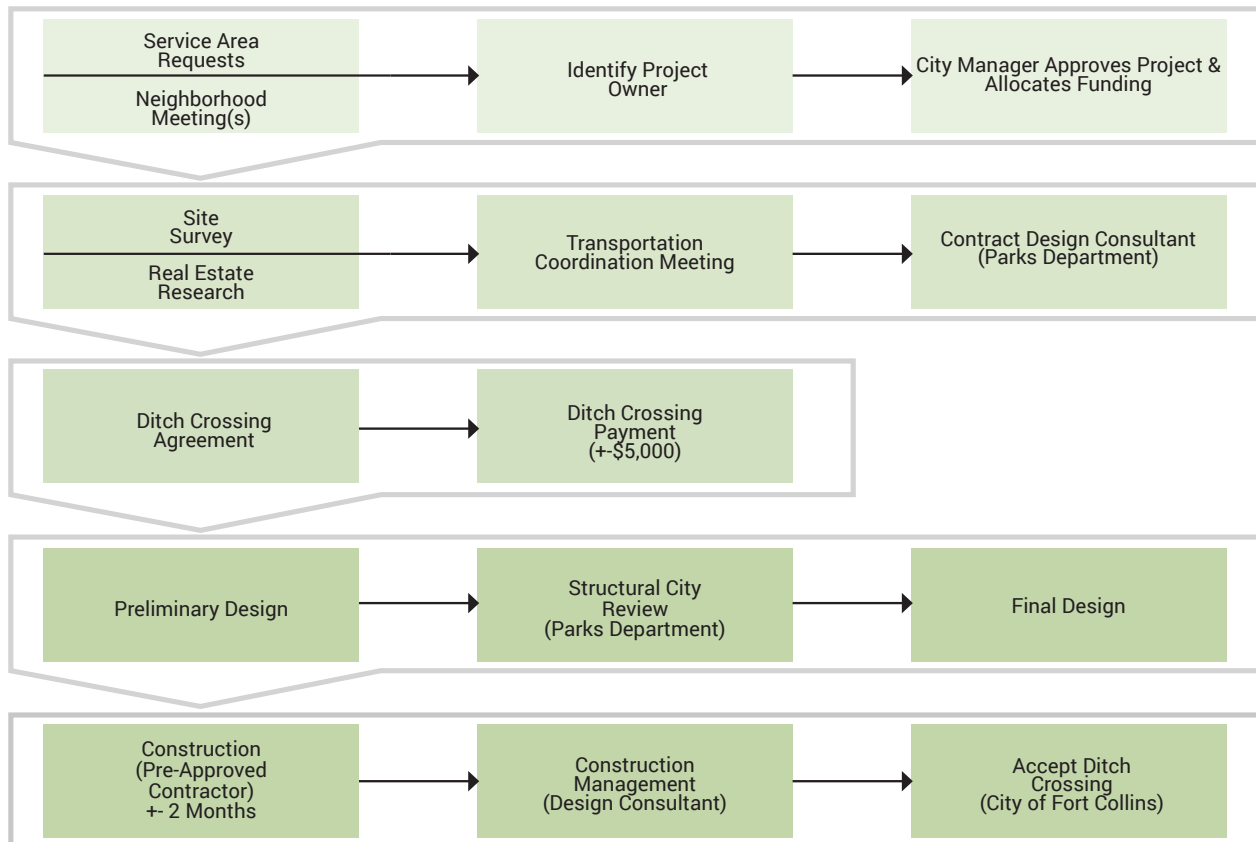 Service Area
Requests
Neighborhood
Meeting(s)
Identify Project
Owner
City Manager Approves Project &
Allocates Funding
Site
Survey
Real Estate
Research
Transportation
Coordination Meeting
Contract Design Consultant
(Parks Department)
Ditch Crossing
Agreement
Ditch Crossing
Payment
(+-$5,000)
Preliminary Design
Structural City
Review
(Parks Department)
Final Design
Construction
(Pre-Approved
Contractor)
+- 2 Months
Construction
Management
(Design Consultant)
Accept Ditch
Crossing
(City of Fort Collins)